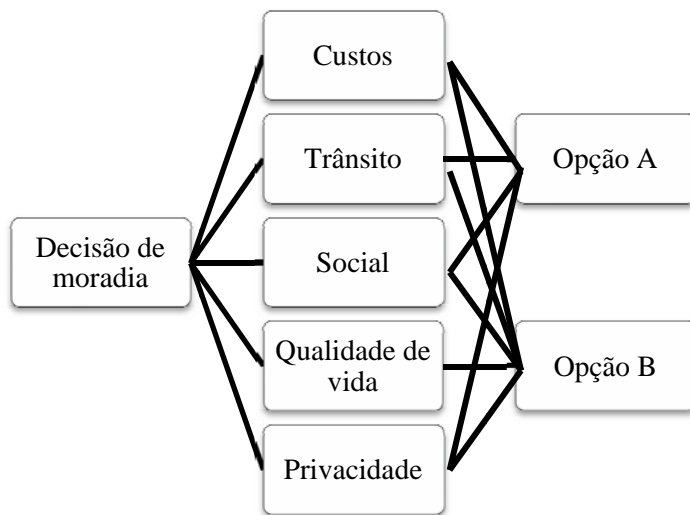 Custos
Trânsito
Opção A
Decisão de
moradia
Social
Qualidade de
vida
Opção B
Privacidade